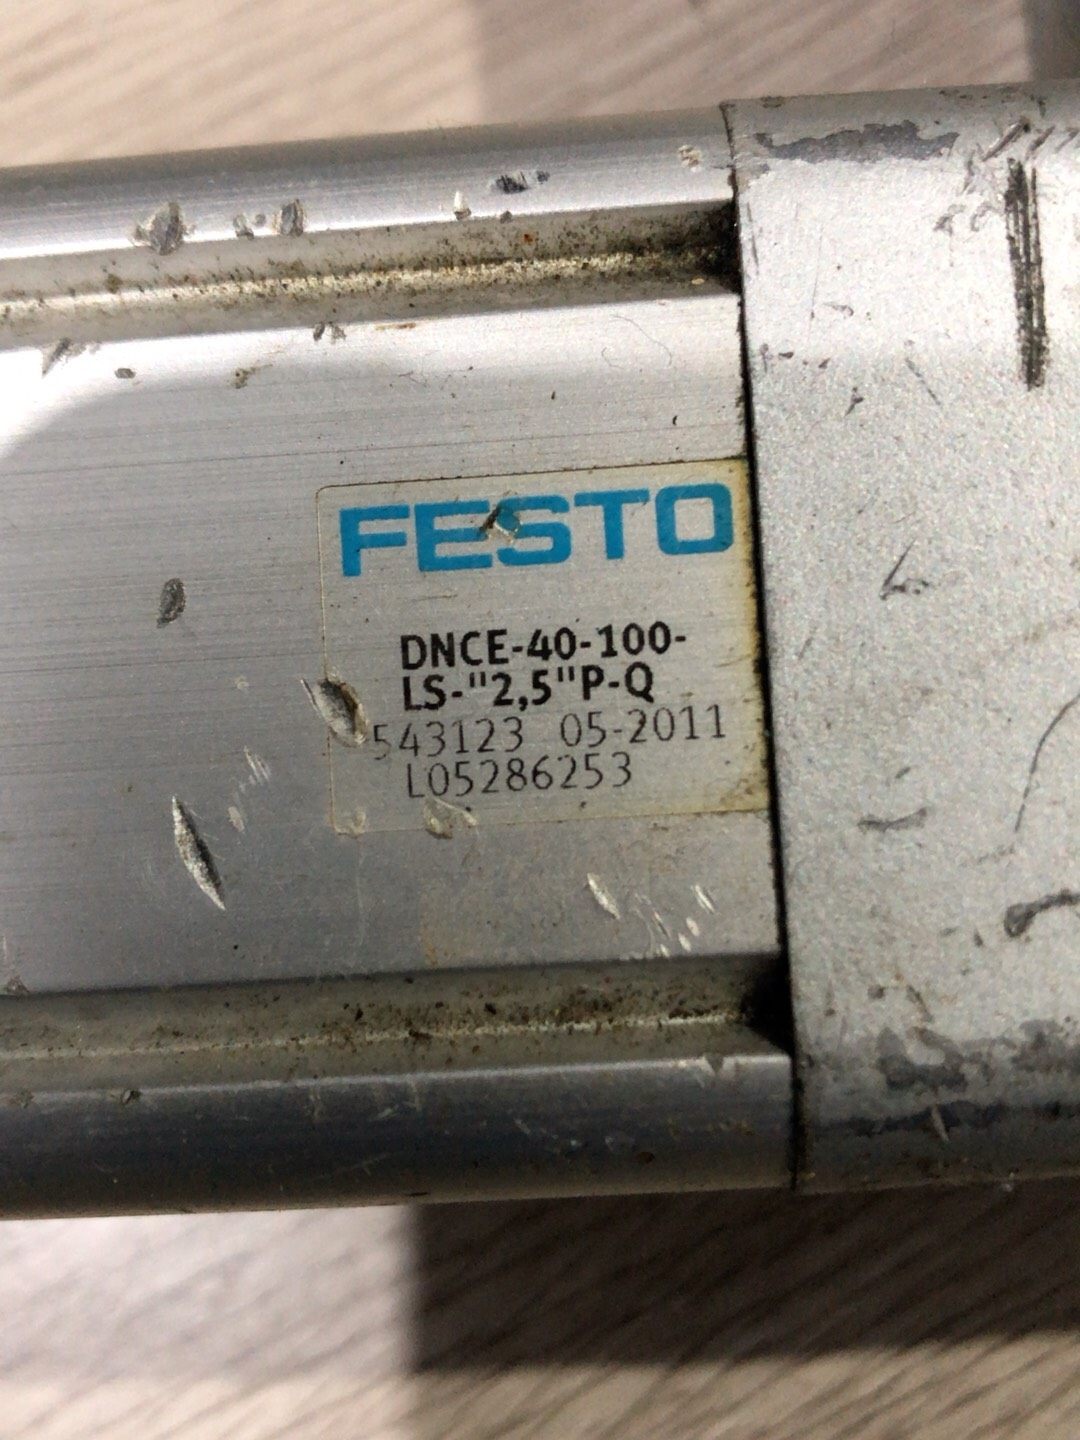 FESTO
DNCE-40-100-
LS-"2,5"P-Q
543123 05-2011
L05286253